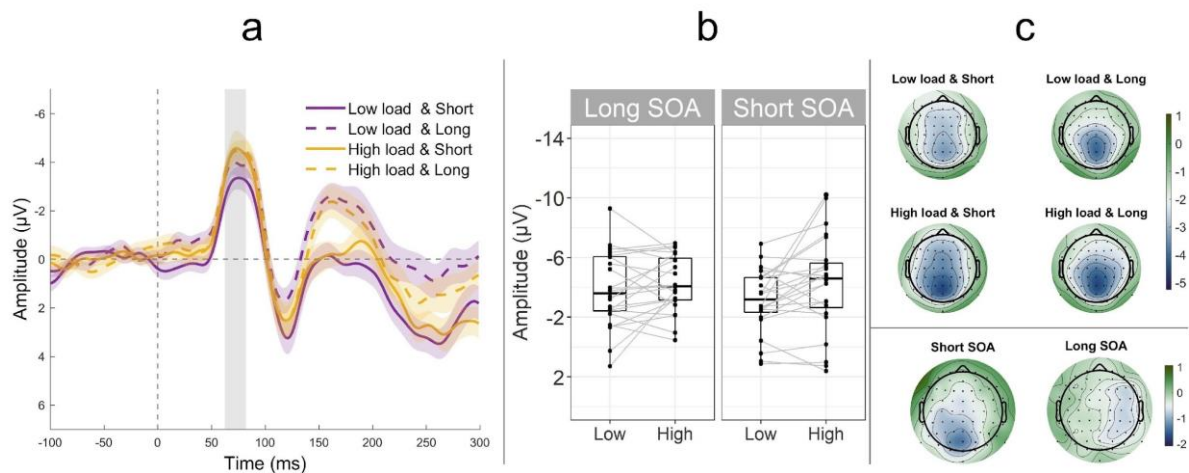 a
-6
-4
-2
0
2
4
6
Amplitude (µV)
-100
-50
0
50
100
150
200
250
300
Time (ms)
Low load & Short
Low load & Long
High load & Short
High load & Long
b
Long SOA
Short SOA
-14
-10
-6
-2
2
Amplitude (µV)
Low
High
Low
High
c
Low load & Short
Low load & Long
High load & Short
High load & Long
1
0
-1
-2
-3
-4
-5
Short SOA
Long SOA
1
0
-1
-2